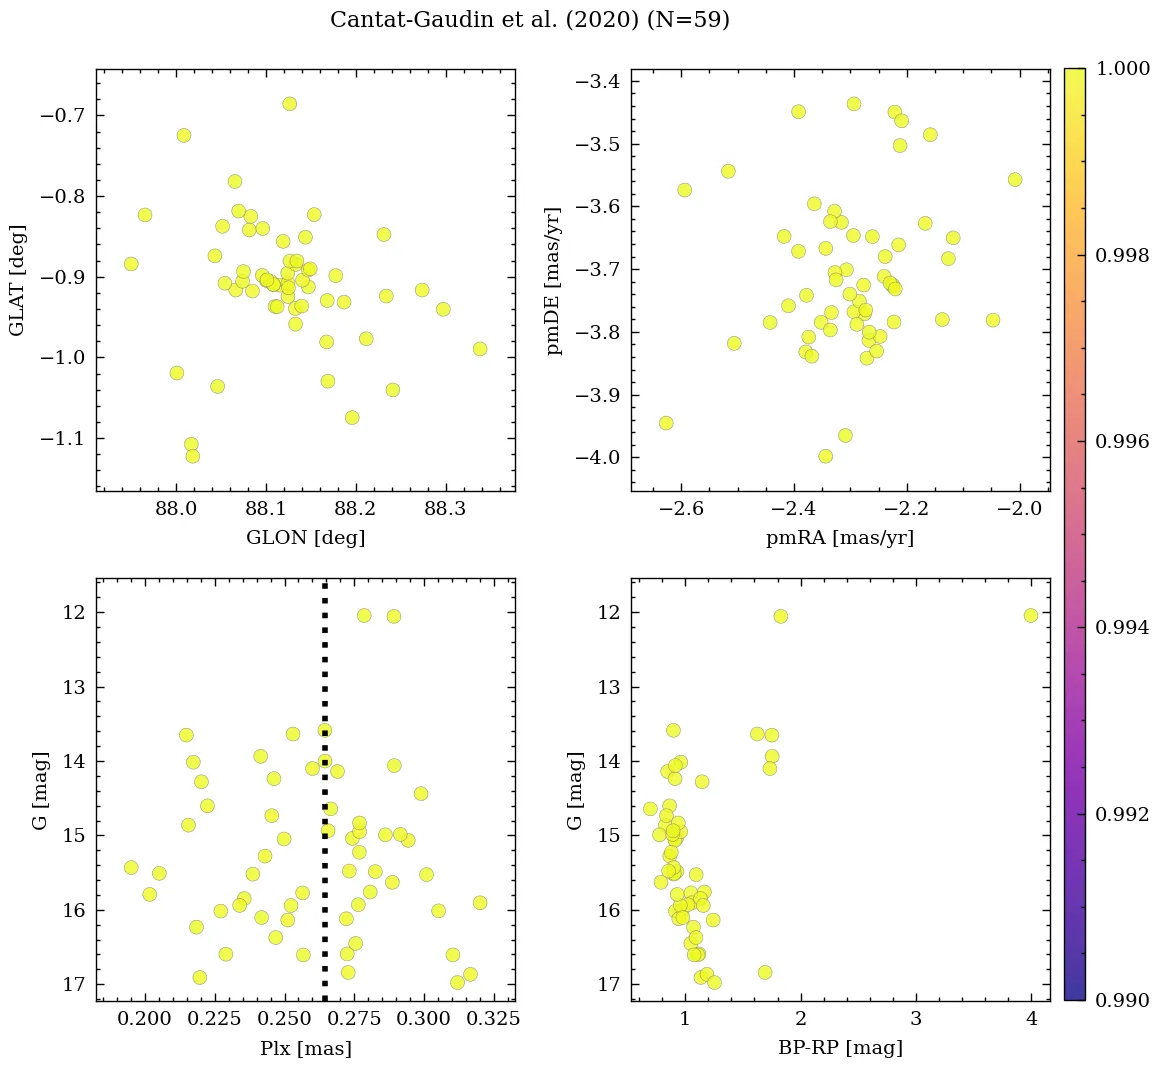 Cantat-Gaudin et al. (2020) (N=59)
−0.7
−0.8
−0.9
−1.0
−1.1
GLAT [deg]
88.0 88.1 88.2 88.3
GLON [deg]
−3.4
−3.5
−3.6
−3.7
−3.8
−3.9
−4.0
pmDE [mas/yr]
−2.6 −2.4 −2.2 −2.0
pmRA [mas/yr]
12
13
14
15
16
17
G [mag]
0.200 0.225 0.250 0.275 0.300 0.325
Plx [mas]
12
13
14
15
16
17
G [mag]
1 2 3 4
BP-RP [mag]
1.000
0.998
0.996
0.994
0.992
0.990